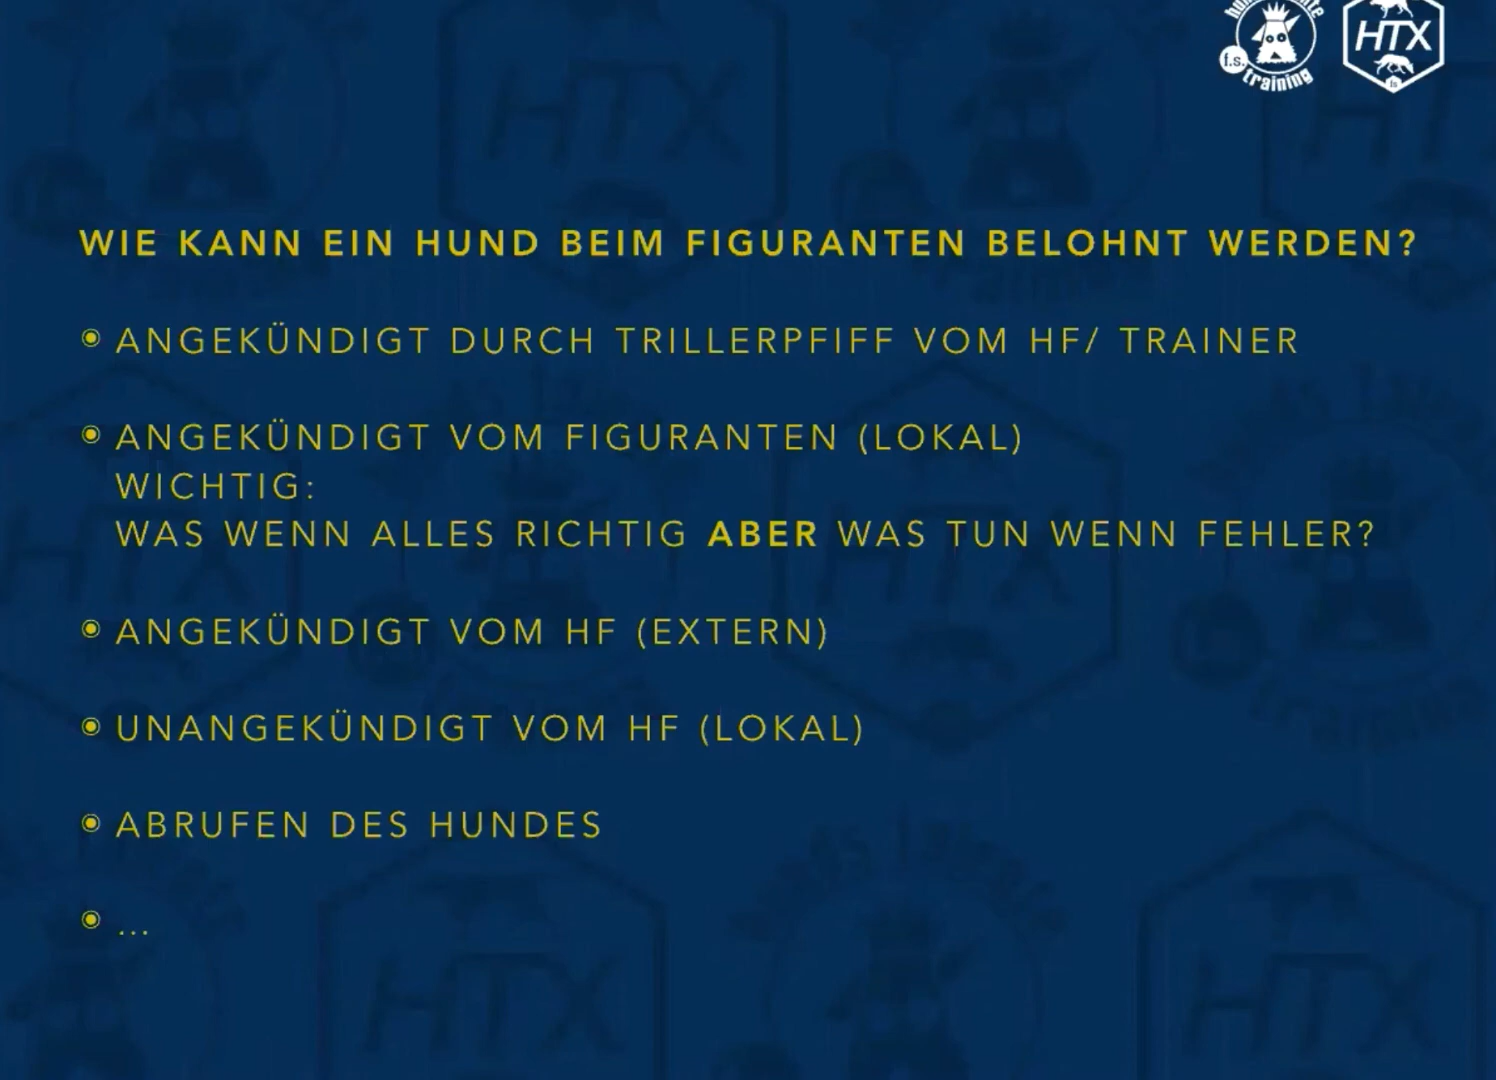 f.s.
training
HTX
fs
WIE KANN EIN HUND BEIM FIGURANTEN BELOHNT WERDEN?
ANGEKÜNDIGT DURCH TRILLERPFIFF VOM HF/ TRAINER
ANGEKÜNDIGT VOM FIGURANTEN (LOKAL)
WICHTIG:
WAS WENN ALLES RICHTIG ABER WAS TUN WENN FEHLER?
ANGEKÜNDIGT VOM HF (EXTERN)
UNANGEKÜNDIGT VOM HF (LOKAL)
ABRUFEN DES HUNDES
...